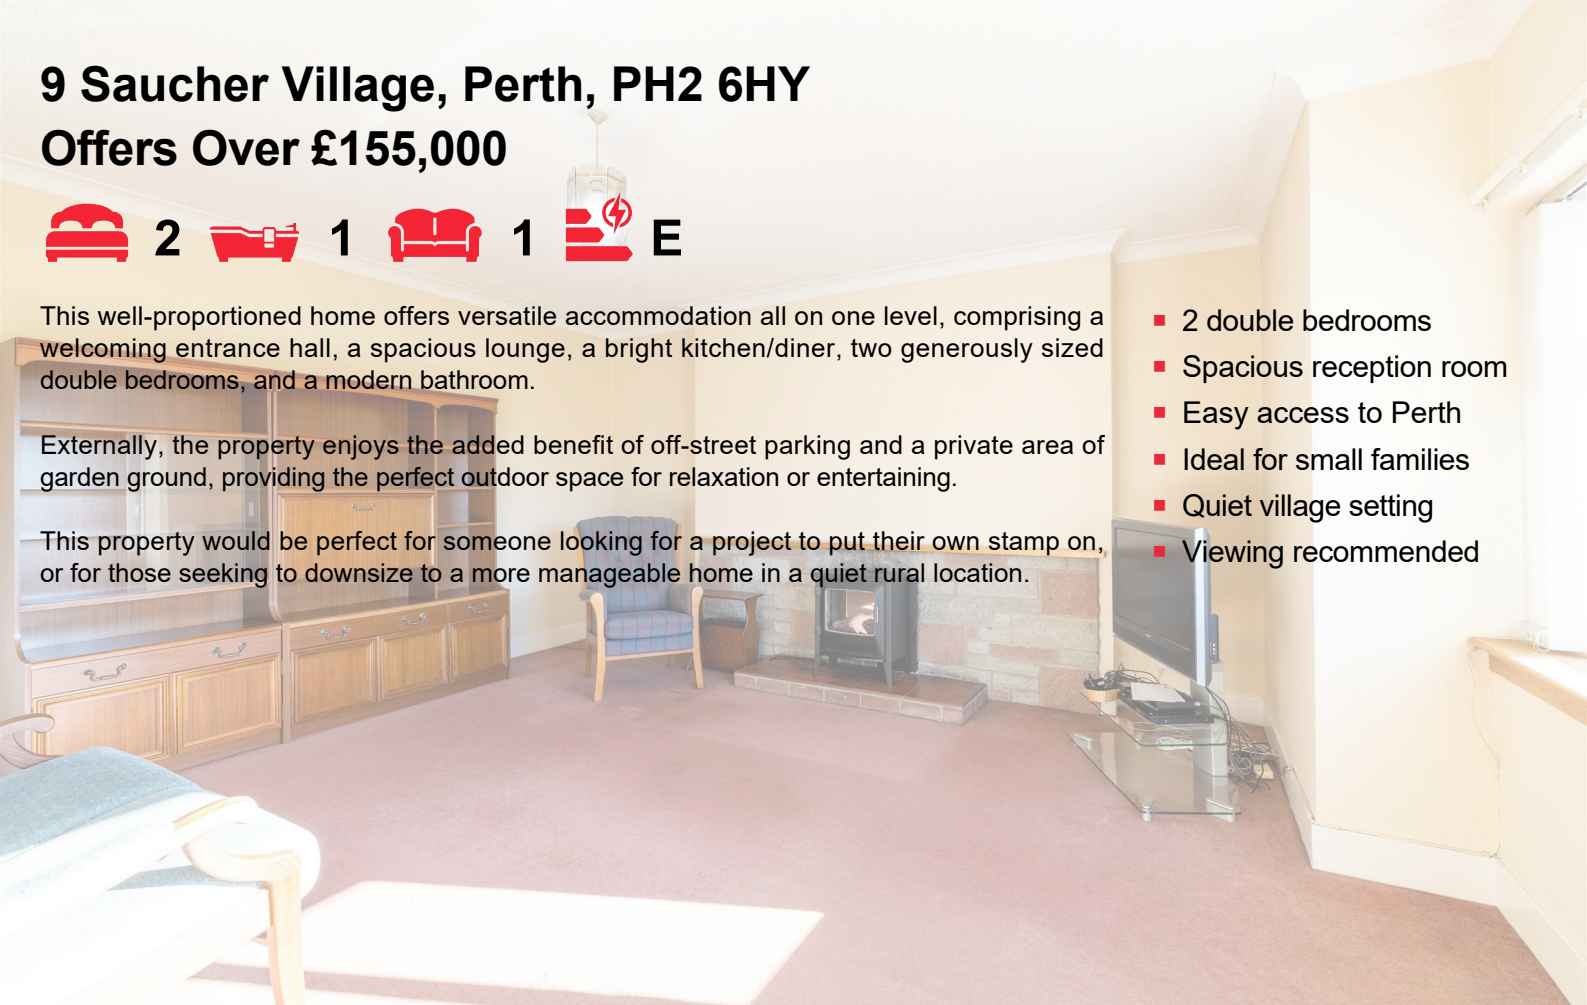 9 Saucher Village, Perth, PH2 6HY
Offers Over £155,000
2 1 1 E
This well-proportioned home offers versatile accommodation all on one level, comprising a
welcoming entrance hall, a spacious lounge, a bright kitchen/diner, two generously sized
double bedrooms, and a modern bathroom.
Externally, the property enjoys the added benefit of off-street parking and a private area of
garden ground, providing the perfect outdoor space for relaxation or entertaining.
This property would be perfect for someone looking for a project to put their own stamp on,
or for those seeking to downsize to a more manageable home in a quiet rural location.
2 double bedrooms
Spacious reception room
Easy access to Perth
Ideal for small families
Quiet village setting
Viewing recommended